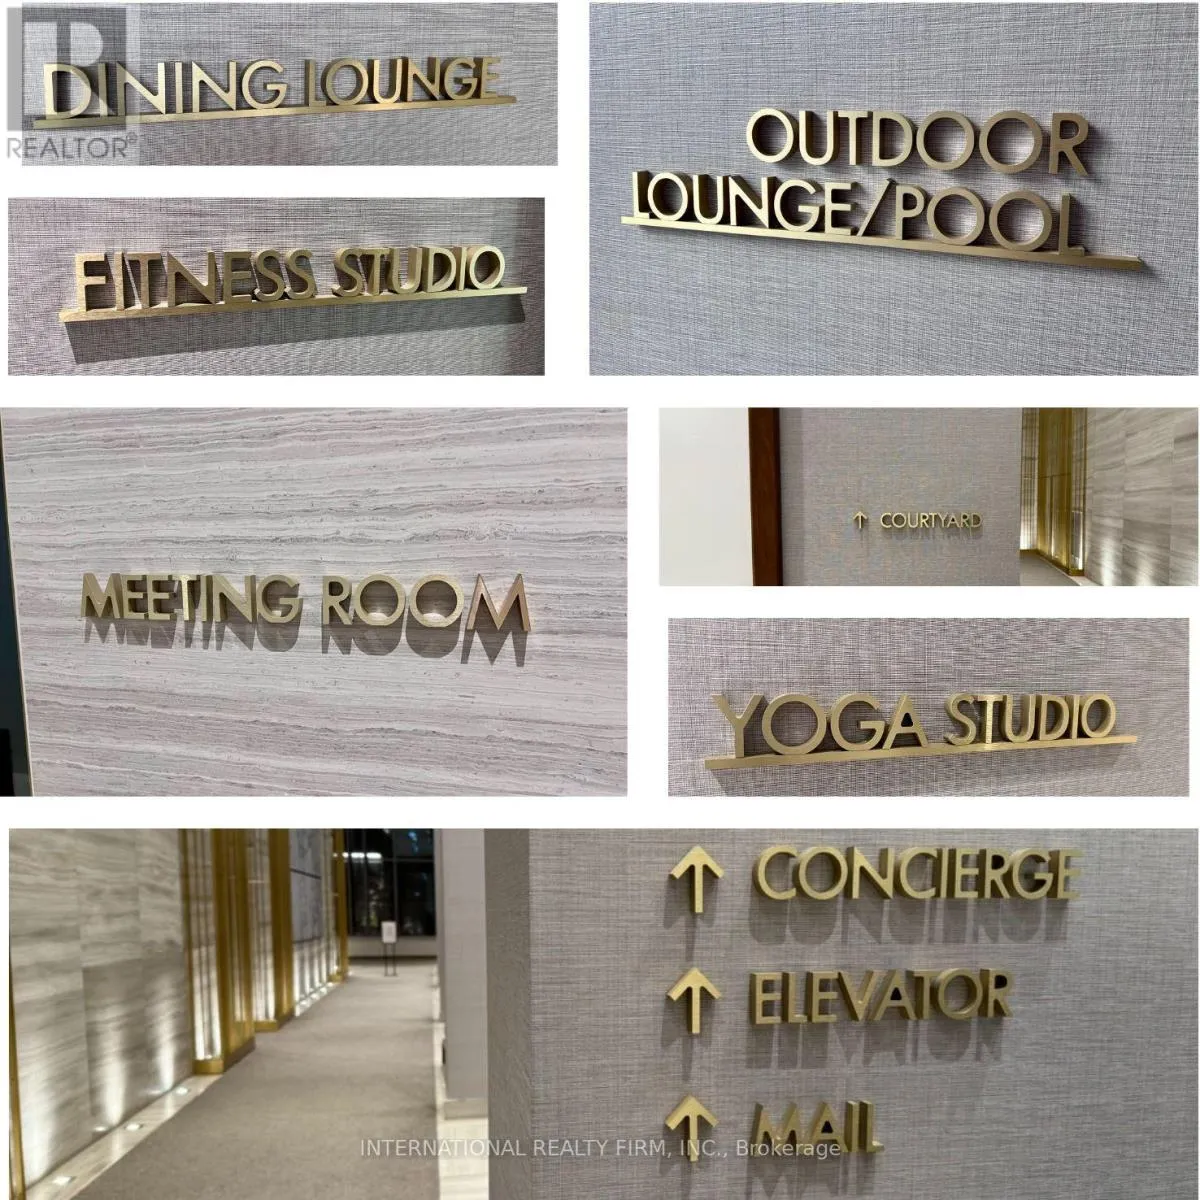 DINING LOUNGE
REALTOR®
OUTDOOR
LOUNGE/POOL
FITNESS STUDIO
MEETING ROOM
↑ COURTYARD
YOGA STUDIO
↑ CONCIERGE
↑ ELEVATOR
↑ MAIL
INTERNATIONAL REALTY FIRM, INC., Brokerage